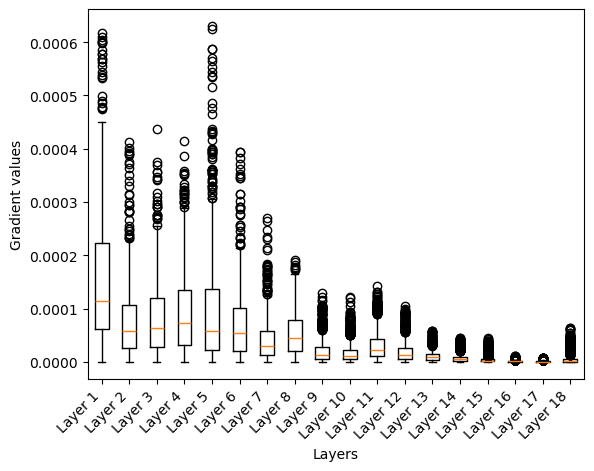 0.0006
0.0005
0.0004
0.0003
0.0002
0.0001
0.0000
Gradient values
Layer 1
Layer 2
Layer 3
Layer 4
Layer 5
Layer 6
Layer 7
Layer 8
Layer 9
Layer 10
Layer 11
Layer 12
Layer 13
Layer 14
Layer 15
Layer 16
Layer 17
Layer 18
Layers